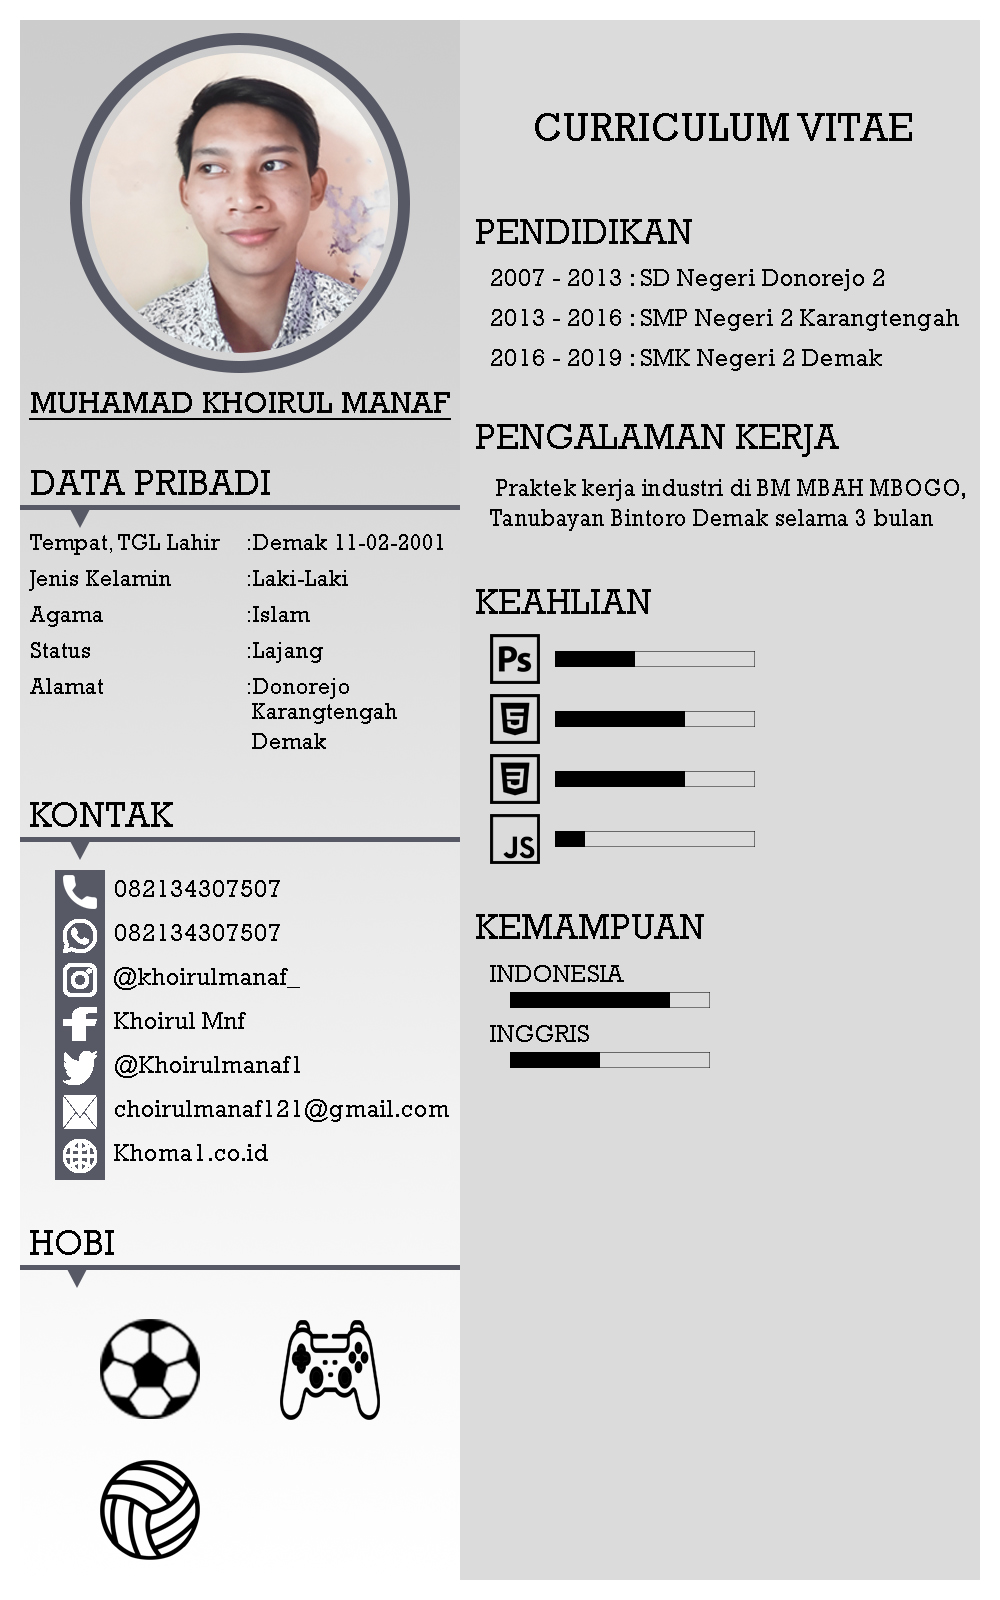 MUHAMAD KHOIRUL MANAF
DATA PRIBADI
Tempat, TGL Lahir :Demak 11-02-2001
Jenis Kelamin :Laki-Laki
Agama :Islam
Status :Lajang
Alamat :Donorejo
Karangtengah
Demak
KONTAK
082134307507
082134307507
@khoirulmanaf_
Khoirul Mnf
@Khoirulmanaf1
choirulmanaf121@gmail.com
Khoma1.co.id
HOBI
CURRICULUM VITAE
PENDIDIKAN
2007 - 2013 : SD Negeri Donorejo 2
2013 - 2016 : SMP Negeri 2 Karangtengah
2016 - 2019 : SMK Negeri 2 Demak
PENGALAMAN KERJA
Praktek kerja industri di BM MBAH MBOGO,
Tanubayan Bintoro Demak selama 3 bulan
KEAHLIAN
Ps
5
3
JS
KEMAMPUAN
INDONESIA
INGGRIS